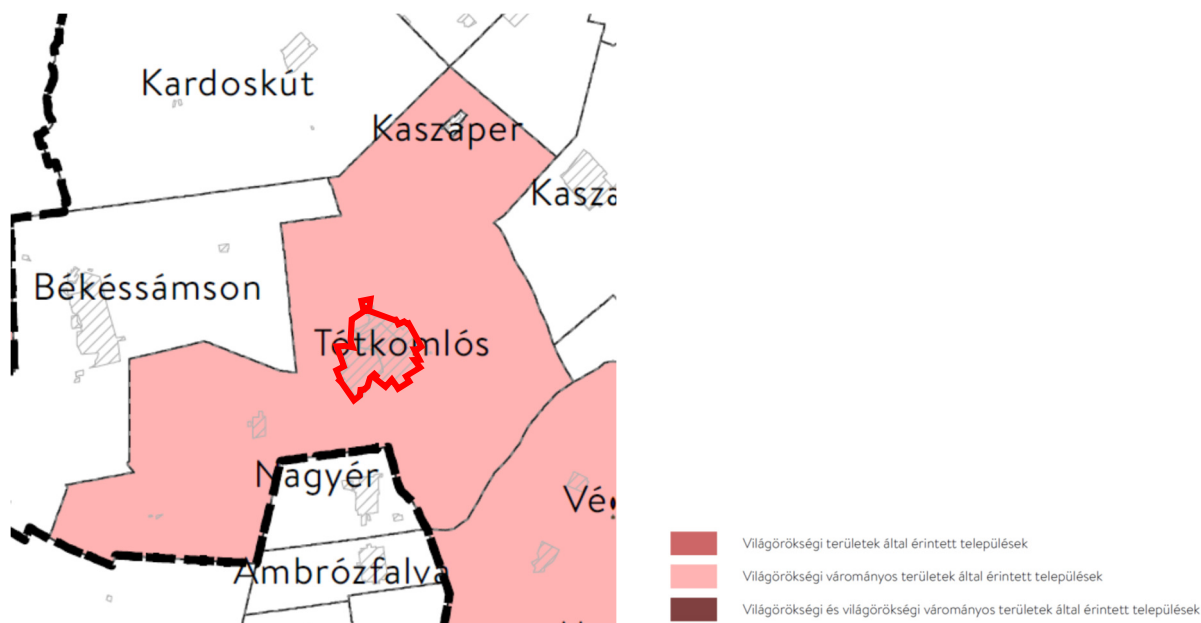 Kardoskút
Kaszaper
Kasza
Békéssámson
Tótkomlós
Nagyér
Vé
Ambrózfalva
Világörökségi területek által érintett települések
Világörökségi várományos területek által érintett települések
Világörökségi és világörökségi várományos területek által érintett települések